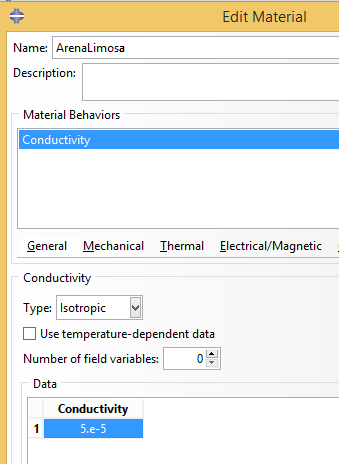 Edit Material
Name: ArenaLimosa
Description:
Material Behaviors
Conductivity
General Mechanical Thermal Electrical/Magnetic
Conductivity
Type: Isotropic
Use temperature-dependent data
Number of field variables: 0
Data
Conductivity
1 5.e-5